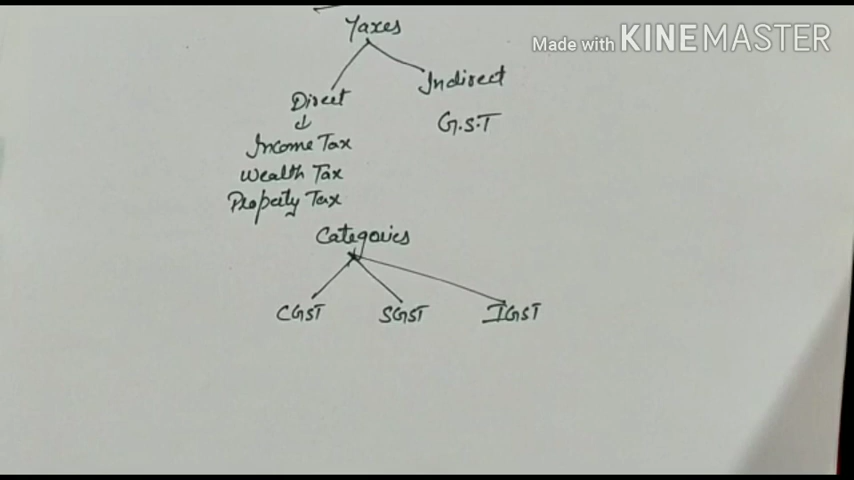 Made with KINEMASTER
Taxes
Direct Indirect
G.S.T
Income Tax
Wealth Tax
Property Tax
Categories
CGST SGST IGST